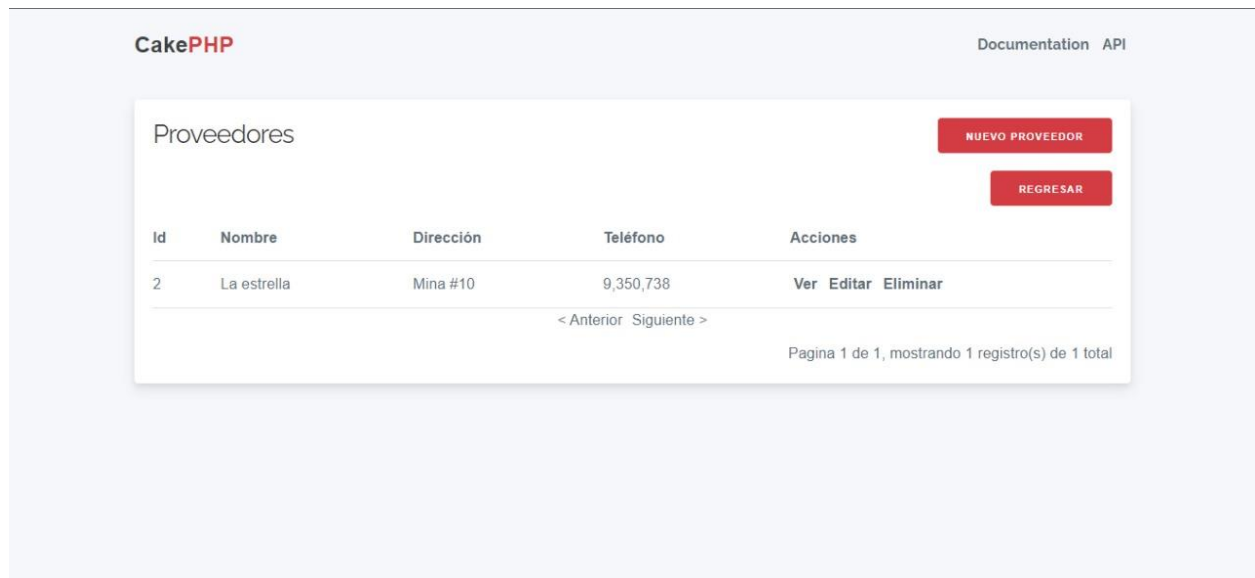 CakePHP Documentation API
Proveedores
NUEVO PROVEEDOR
REGRESAR
Id Nombre Dirección Teléfono Acciones
2 La estrella Mina #10 9,350,738 Ver Editar Eliminar
< Anterior Siguiente >
Pagina 1 de 1, mostrando 1 registro(s) de 1 total